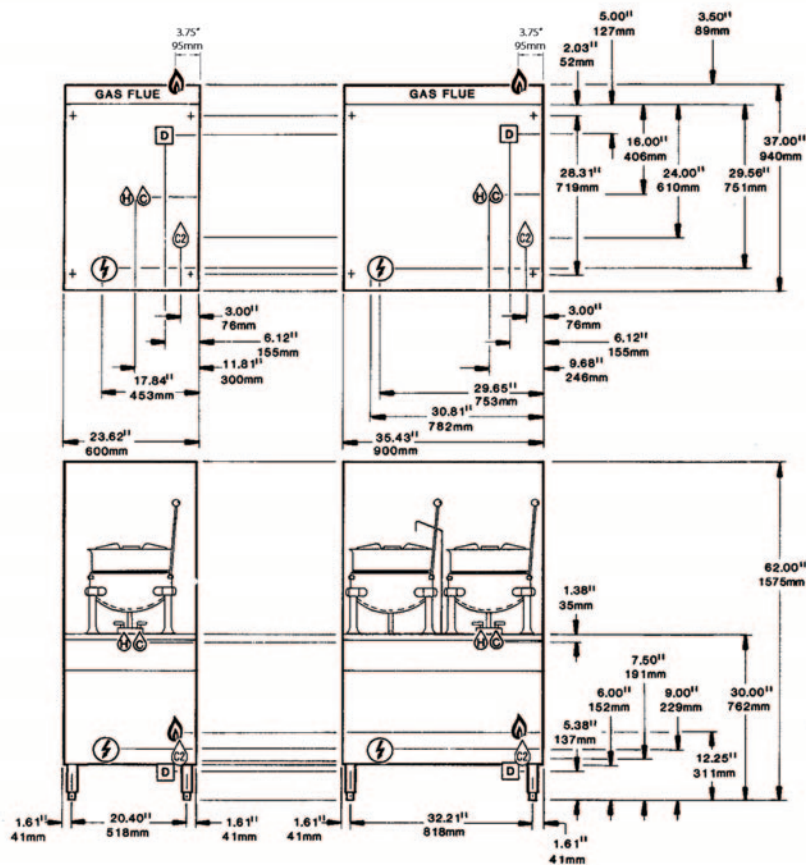 3.75"
95mm
3.75"
95mm
5.00"
127mm
3.50"
89mm
2.03"
52mm
GAS FLUE
GAS FLUE
D
D
16.00"
406mm
37.00"
940mm
28.31"
719mm
24.00"
610mm
29.56"
751mm
H C
H C
C2
C2
3.00"
76mm
3.00"
76mm
6.12"
155mm
6.12"
155mm
11.81"
300mm
9.68"
246mm
17.84"
453mm
29.65"
753mm
30.81"
782mm
23.62"
600mm
35.43"
900mm
62.00"
1575mm
1.38"
35mm
H C
H C
7.50"
191mm
6.00"
152mm
9.00"
229mm
30.00"
762mm
5.38"
137mm
12.25"
311mm
C2
C2
D
D
1.61"
41mm
20.40"
518mm
1.61"
41mm
1.61"
41mm
32.21"
818mm
1.61"
41mm